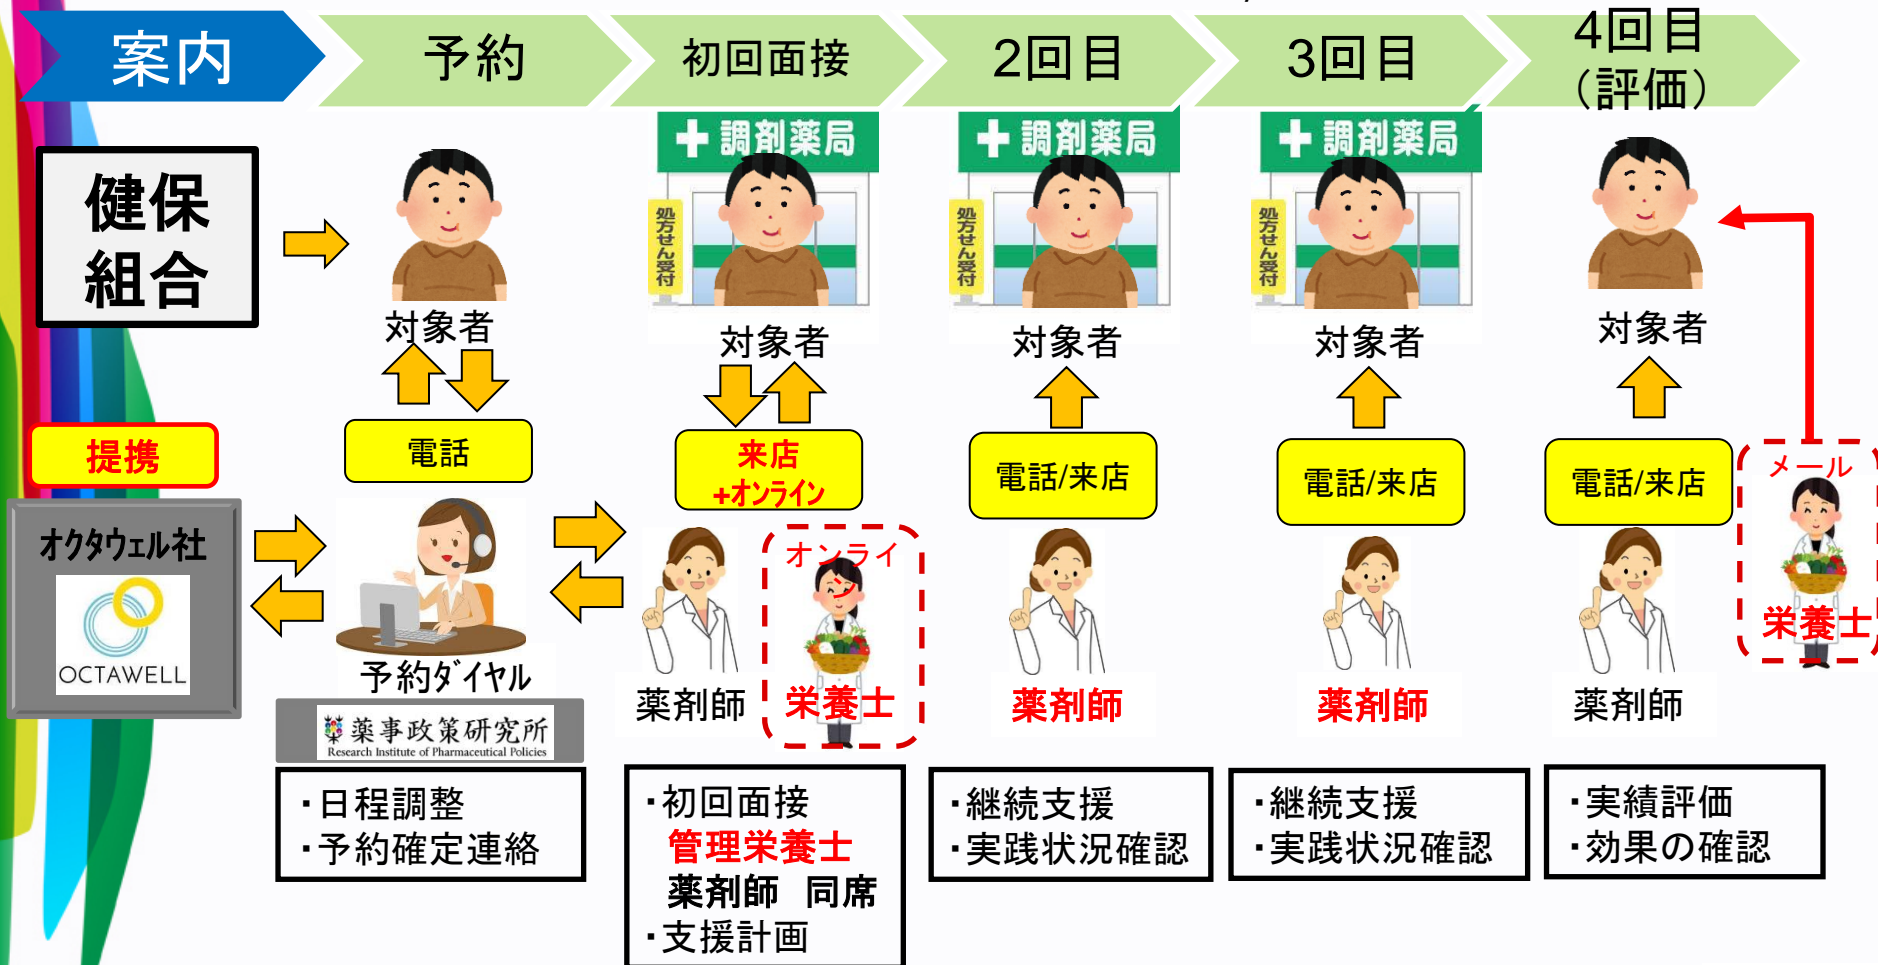 案内
予約
初回面接
2回目
3回目
4回目
（評価）
健保
組合
対象者
電話
提携
オクタウェル社
OCTAWELL
予約ダイヤル
薬事政策研究所
Research Institute of Pharmaceutical Policies
・日程調整
・予約確定連絡
調剤薬局
処方せん受付
対象者
来店
+オンライン
薬剤師
オンライ
ン
栄養士
・初回面接
管理栄養士
薬剤師 同席
・支援計画
調剤薬局
処方せん受付
対象者
電話/来店
薬剤師
・継続支援
・実践状況確認
調剤薬局
処方せん受付
対象者
電話/来店
薬剤師
・継続支援
・実践状況確認
対象者
電話/来店
薬剤師
メール
栄養士
・実績評価
・効果の確認